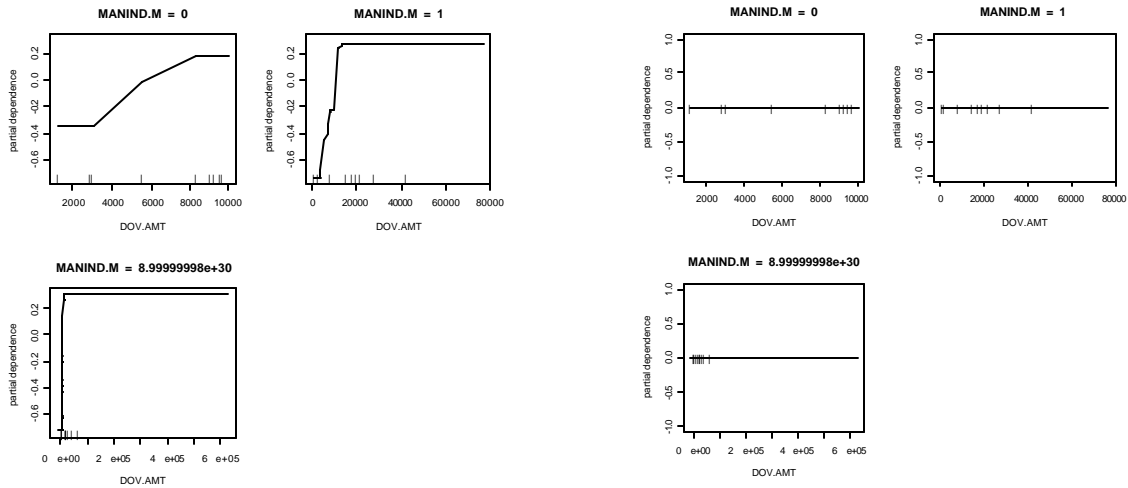 MANIND.M = 0
partial dependence
0.2
0.0
-0.2
-0.4
-0.6
2000 4000 6000 8000 10000
DOV.AMT
MANIND.M = 1
partial dependence
0.2
0.0
-0.2
-0.4
-0.6
0 20000 40000 60000 80000
DOV.AMT
MANIND.M = 0
partial dependence
1.0
0.5
0.0
-0.5
-1.0
2000 4000 6000 8000 10000
DOV.AMT
MANIND.M = 1
partial dependence
1.0
0.5
0.0
-0.5
-1.0
0 20000 40000 60000 80000
DOV.AMT
MANIND.M = 8.99999998e+30
partial dependence
0.2
0.0
-0.2
-0.4
-0.6
0 e+00 2 e+05 4 e+05 6 e+05
DOV.AMT
MANIND.M = 8.99999998e+30
partial dependence
1.0
0.5
0.0
-0.5
-1.0
0 e+00 2 e+05 4 e+05 6 e+05
DOV.AMT